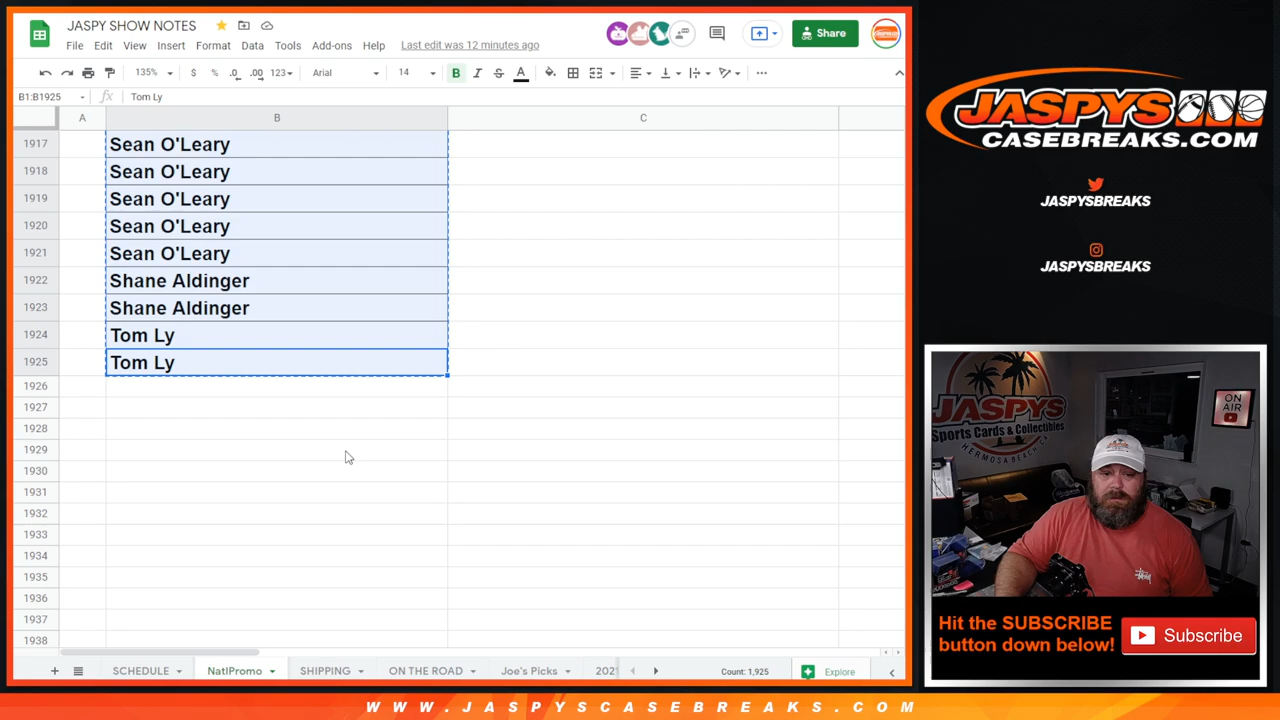 JASPY SHOW NOTES
File Edit View Insert Format Data Tools Add-ons Help Last edit was 12 minutes ago
Share
135% $ % .0 .00 123 Arial 14 B I S A
B1:B1925 fx Tom Ly
A B C
1917 Sean O'Leary
1918 Sean O'Leary
1919 Sean O'Leary
1920 Sean O'Leary
1921 Sean O'Leary
1922 Shane Aldinger
1923 Shane Aldinger
1924 Tom Ly
1925 Tom Ly
1926
1927
1928
1929
1930
1931
1932
1933
1934
1935
1936
1937
1938
SCHEDULE NatlPromo SHIPPING ON THE ROAD Joe's Picks 202 Count: 1,925 Explore
JASPYS
CASEBREAKS.COM
JASPYSBREAKS
JASPYSBREAKS
JASPYS
Sports Cards & Collectibles
HERMOSA BEACH CA
ON
AIR
Hit the SUBSCRIBE
button down below!
Subscribe
WWW.JASPYSCASEBREAKS.COM